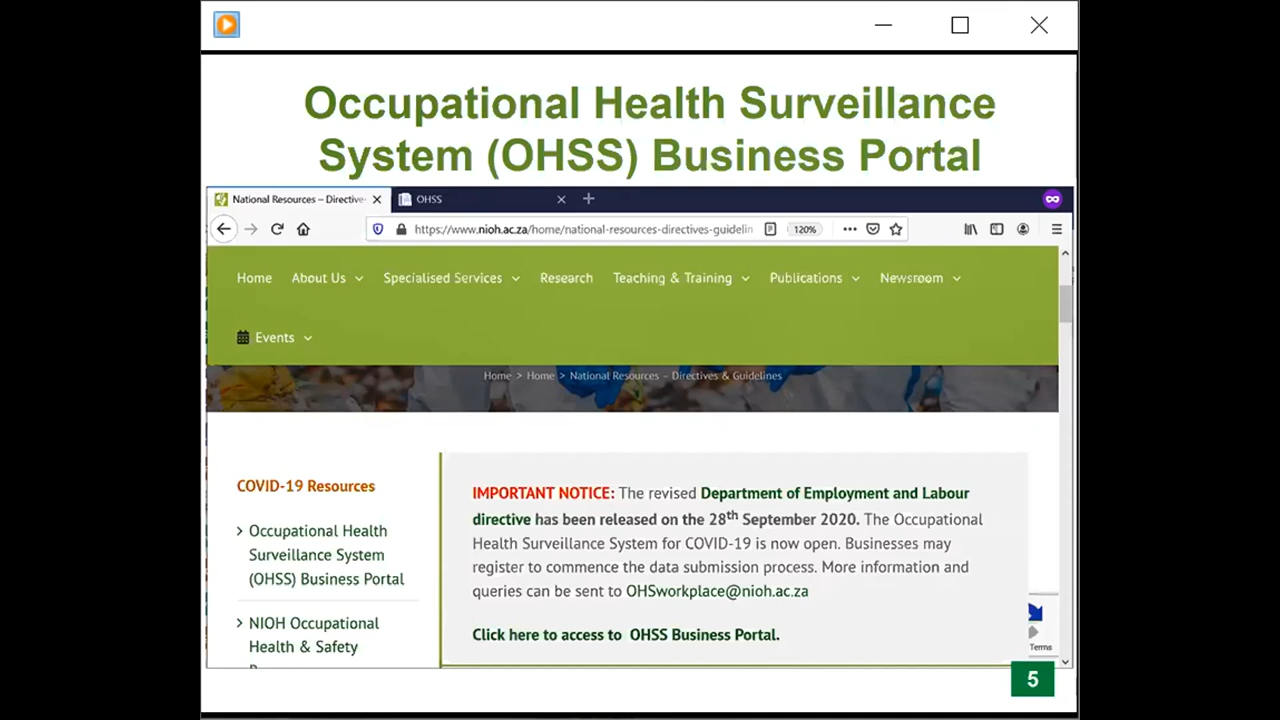 Occupational Health Surveillance
System (OHSS) Business Portal
National Resources – Directive
OHSS
https://www.nioh.ac.za/home/national-resources-directives-guidelin
120%
Home About Us Specialised Services Research Teaching & Training Publications Newsroom
Events
Home > Home > National Resources – Directives & Guidelines
COVID-19 Resources
Occupational Health
Surveillance System
(OHSS) Business Portal
NIOH Occupational
Health & Safety
IMPORTANT NOTICE: The revised Department of Employment and Labour
directive has been released on the 28th September 2020. The Occupational
Health Surveillance System for COVID-19 is now open. Businesses may
register to commence the data submission process. More information and
queries can be sent to OHSworkplace@nioh.ac.za
Click here to access to OHSS Business Portal.
Terms
5